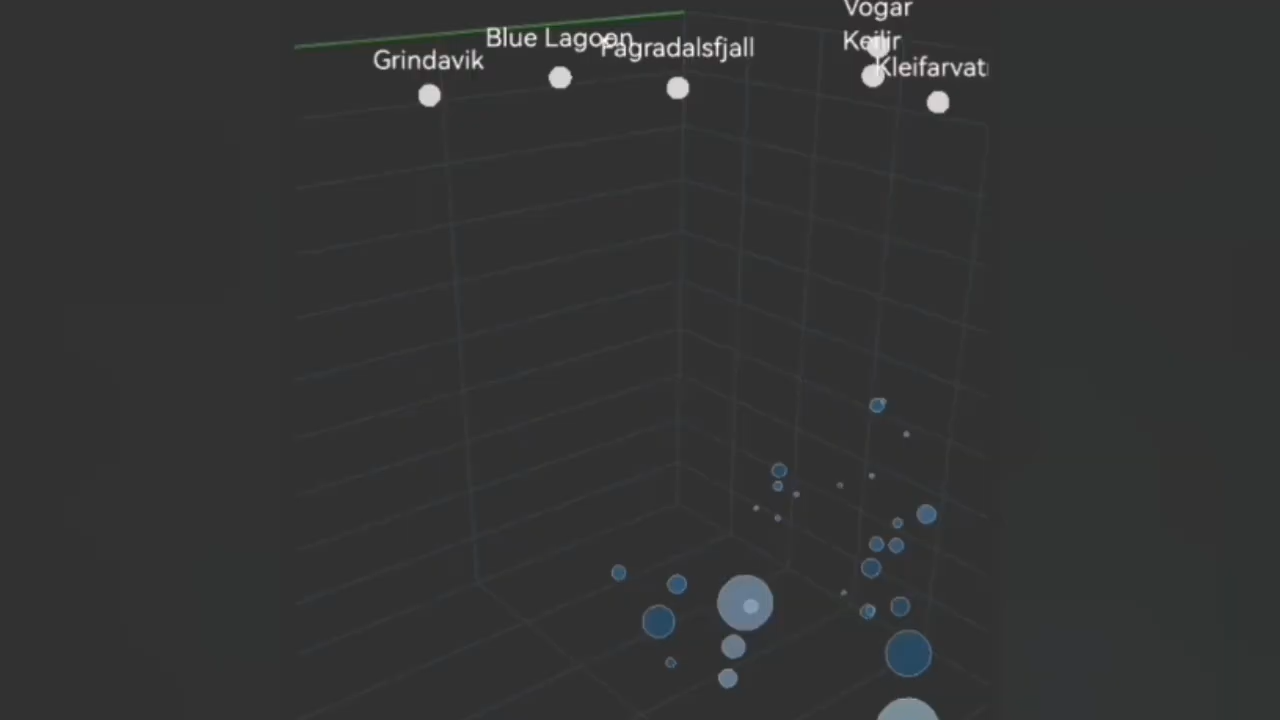 Vogar
Keilir
Blue Lagoon
Fagradalsfjall
Grindavik
Kleifarvat